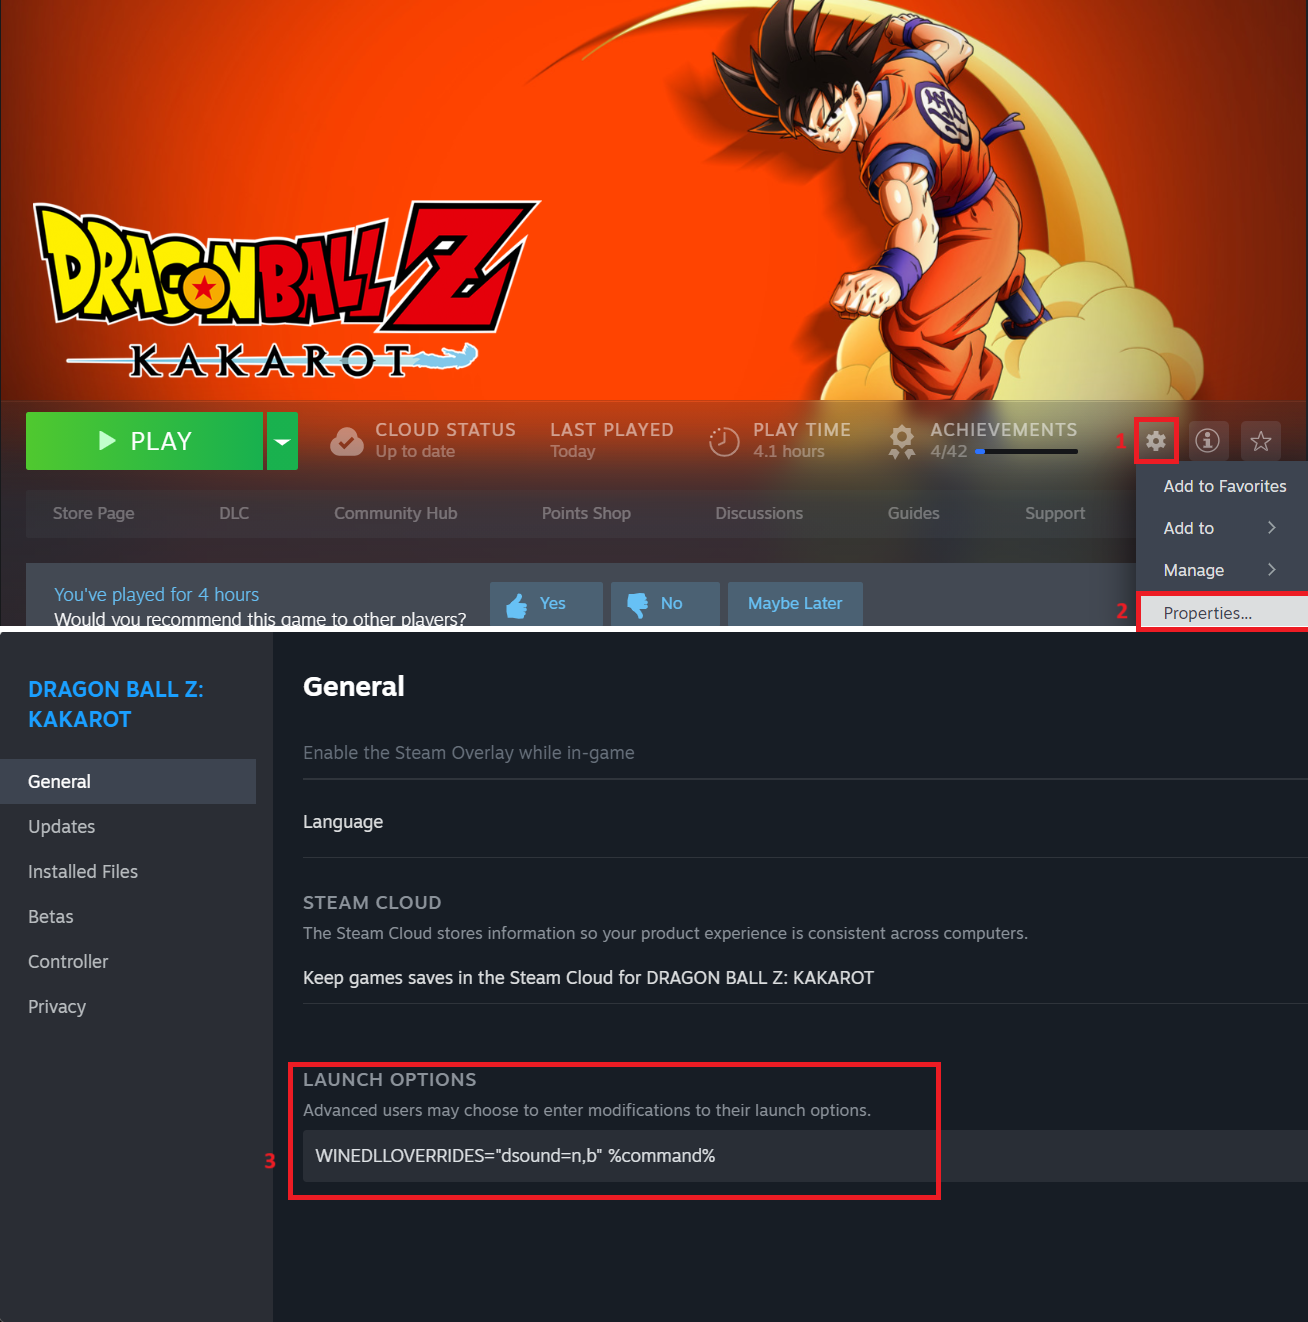 DRAGON BALL Z
KAKAROT
PLAY
CLOUD STATUS
Up to date
LAST PLAYED
Today
PLAY TIME
4.1 hours
ACHIEVEMENTS
4/42
1
Add to Favorites
Add to
Manage
2
Properties...
Store Page
DLC
Community Hub
Points Shop
Discussions
Guides
Support
You've played for 4 hours
Would you recommend this game to other players?
Yes
No
Maybe Later
DRAGON BALL Z:
KAKAROT
General
Updates
Installed Files
Betas
Controller
Privacy
General
Enable the Steam Overlay while in-game
Language
STEAM CLOUD
The Steam Cloud stores information so your product experience is consistent across computers.
Keep games saves in the Steam Cloud for DRAGON BALL Z: KAKAROT
LAUNCH OPTIONS
Advanced users may choose to enter modifications to their launch options.
3
WINEDLLOVERRIDES="dsound=n,b" %command%